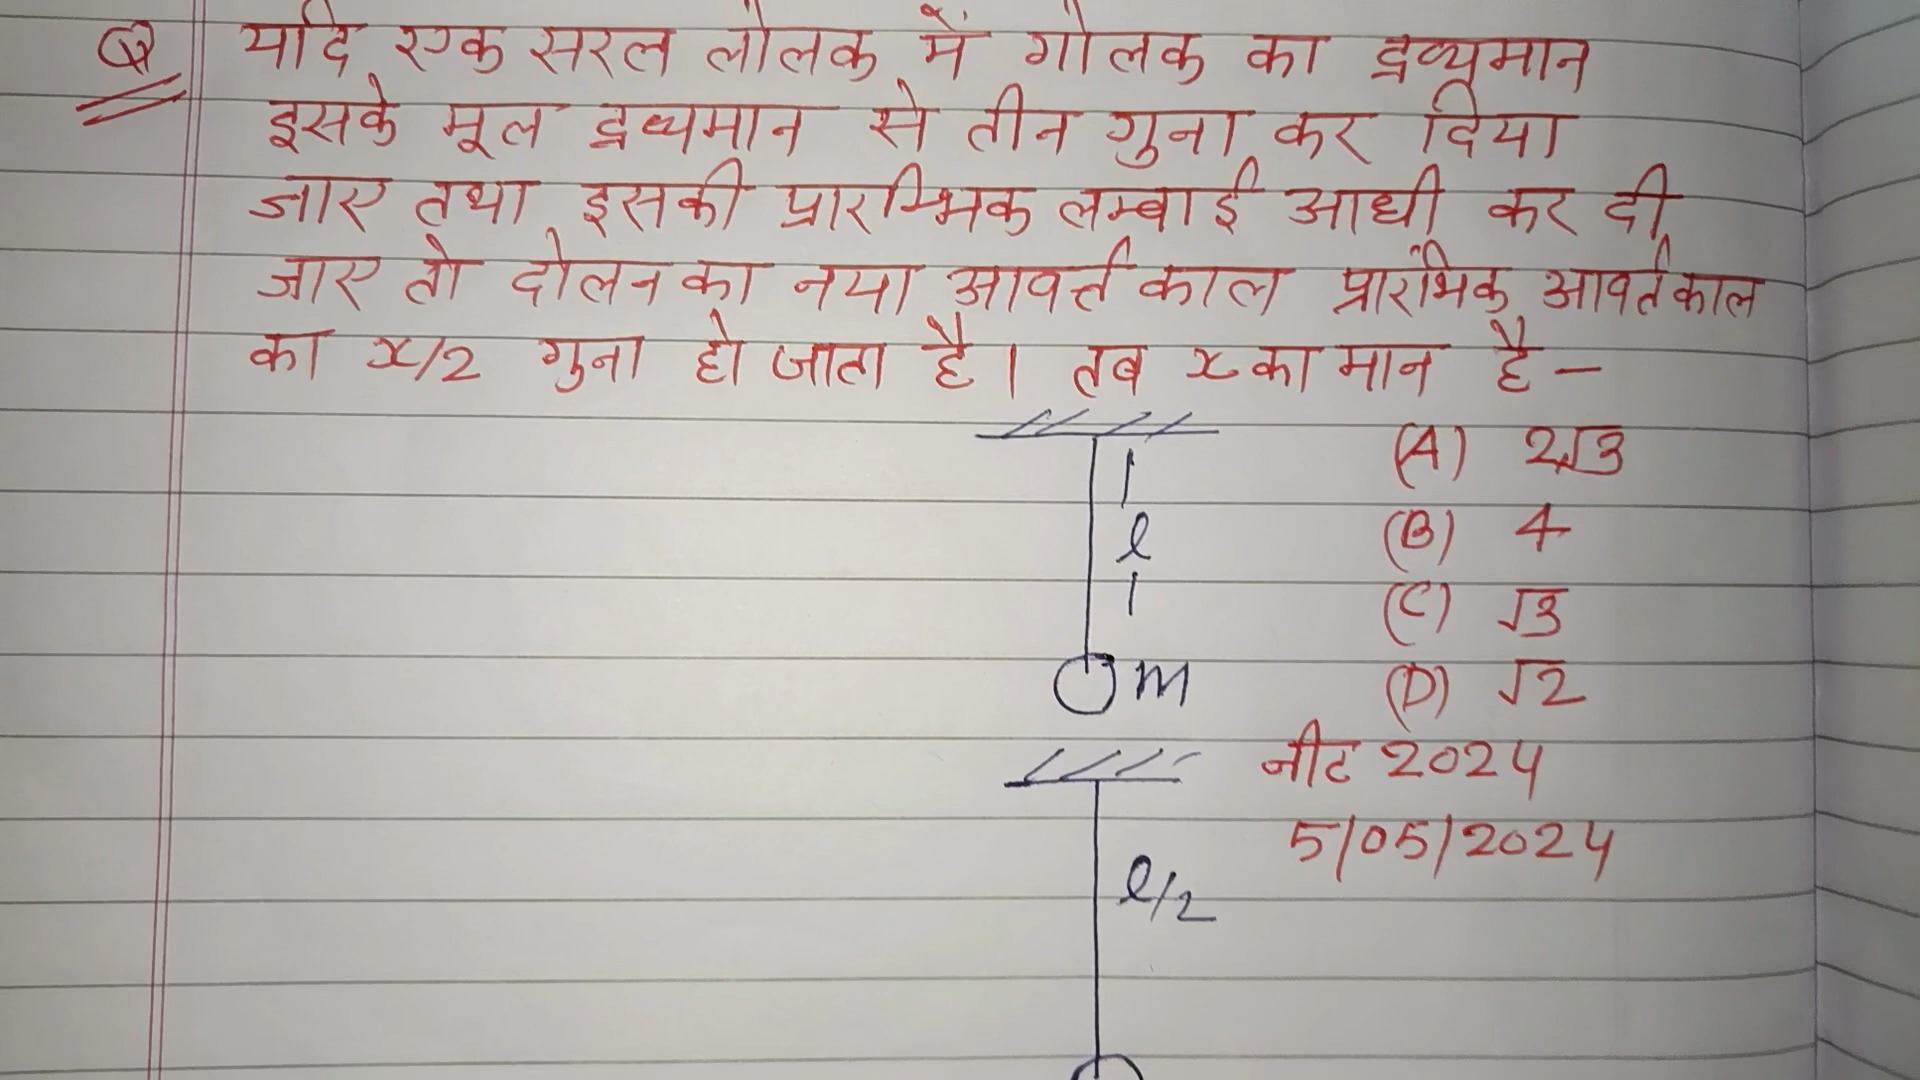 Q यदि एक सरल लोलक में गोलक का द्रव्यमान
इसके मूल द्रव्यमान से तीन गुना कर दिया
जाए तथा इसकी प्रारम्भिक लम्बाई आधी कर दी
जाए तो दोलन का नया आवर्त्त काल प्रारंभिक आवर्तकाल
का x/2 गुना हो जाता है। तब x का मान है –
(A) 2√3
l
(B) 4
(C) √3
m
(D) √2
नीट 2024
5/05/2024
l/2